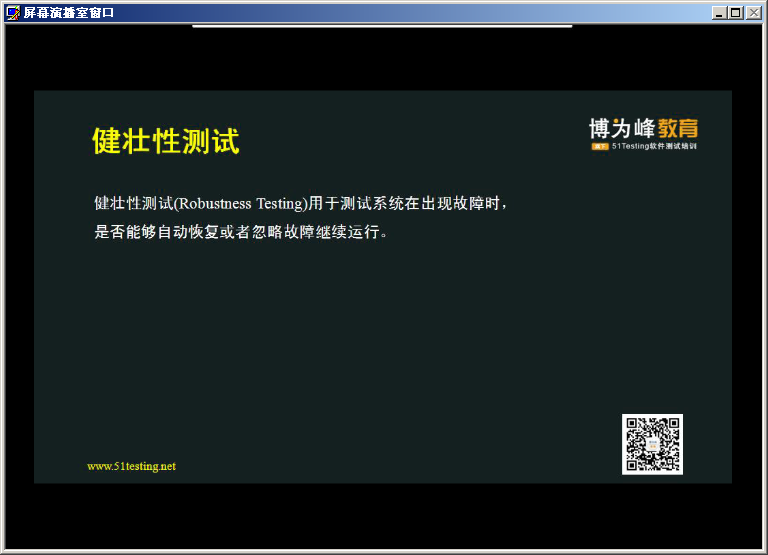 屏幕演播室窗口
健壮性测试
博为峰教育
51Testing软件测试培训
健壮性测试(Robustness Testing)用于测试系统在出现故障时，
是否能够自动恢复或者忽略故障继续运行。
www.51testing.net